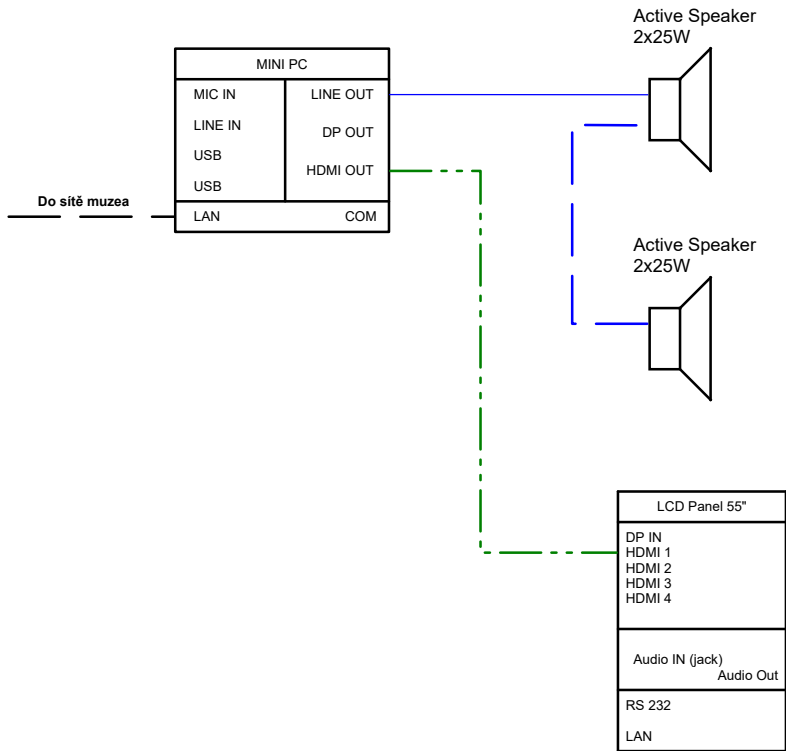 Active Speaker
2x25W
MINI PC
MIC IN
LINE OUT
LINE IN
DP OUT
USB
HDMI OUT
USB
Do sítě muzea
LAN
COM
Active Speaker
2x25W
LCD Panel 55"
DP IN
HDMI 1
HDMI 2
HDMI 3
HDMI 4
Audio IN (jack)
Audio Out
RS 232
LAN